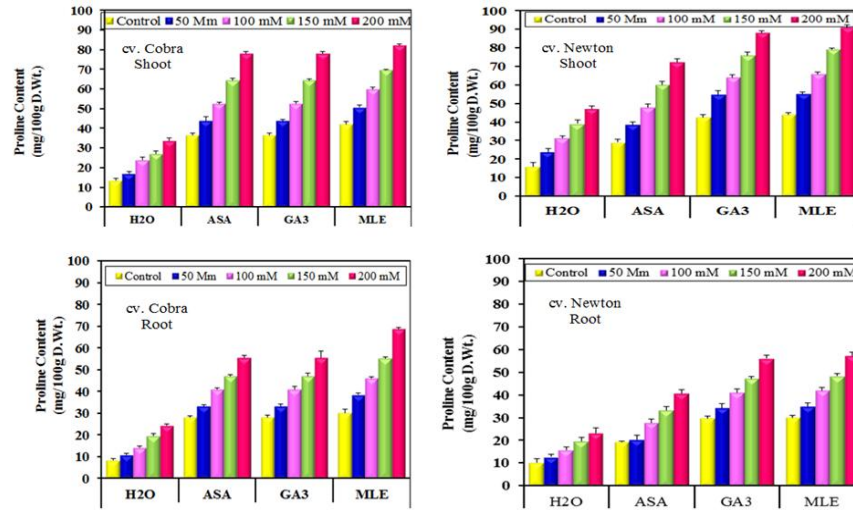 Control 50 Mm 100 mM 150 mM 200 mM
cv. Cobra
Shoot
Proline Content
(mg/100g D.Wt.)
100
90
80
70
60
50
40
30
20
10
0
H2O ASA GA3 MLE
Control 50 Mm 100 mM 150 mM 200 mM
cv. Newton
Shoot
Proline Content
(mg/100g D.Wt.)
100
90
80
70
60
50
40
30
20
10
0
H2O ASA GA3 MLE
Control 50 Mm 100 mM 150 mM 200 mM
cv. Cobra
Root
Proline Content
(mg/100g D.Wt.)
100
90
80
70
60
50
40
30
20
10
0
H2O ASA GA3 MLE
Control 50 Mm 100 mM 150 mM 200 mM
cv. Newton
Root
Proline Content
(mg/100g D.Wt.)
100
90
80
70
60
50
40
30
20
10
0
H2O ASA GA3 MLE